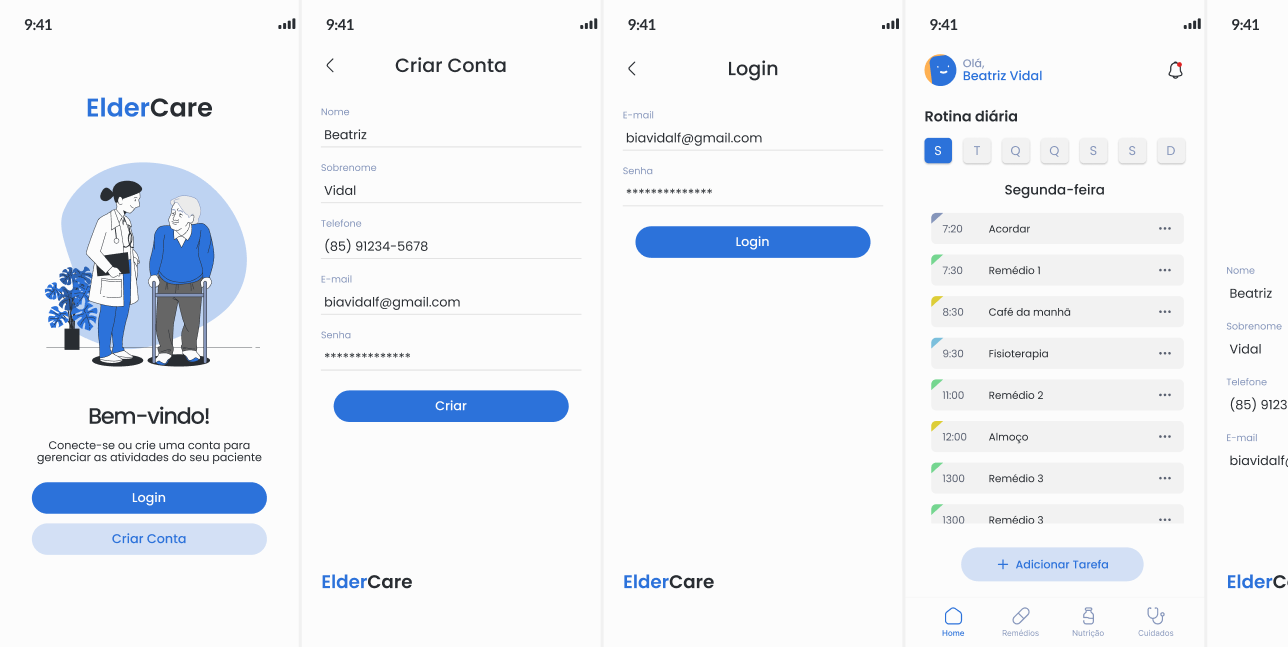 9:41
ElderCare
Bem-vindo!
Conecte-se ou crie uma conta para
gerenciar as atividades do seu paciente
Login
Criar Conta
9:41
Criar Conta
Nome
Beatriz
Sobrenome
Vidal
Telefone
(85) 91234-5678
E-mail
biavidalf@gmail.com
Senha
**************
Criar
ElderCare
9:41
Login
E-mail
biavidalf@gmail.com
Senha
**************
Login
ElderCare
9:41
Olá,
Beatriz Vidal
Rotina diária
S T Q Q S S D
Segunda-feira
7:20 Acordar
7:30 Remédio 1
8:30 Café da manhã
9:30 Fisioterapia
11:00 Remédio 2
12:00 Almoço
1300 Remédio 3
1300 Remédio 3
+ Adicionar Tarefa
Home Remédios Nutrição Cuidados
9:41
Nome
Beatriz
Sobrenome
Vidal
Telefone
(85) 9123
E-mail
biavidalf
ElderC